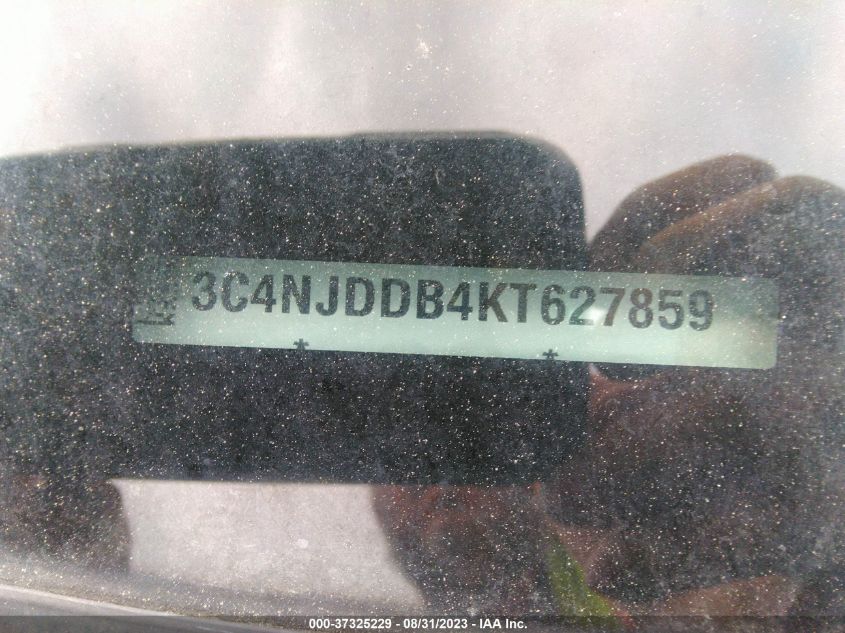 3C4NJDDB4KT627859
* *
000-37325229 - 08/31/2023 - IAA Inc.